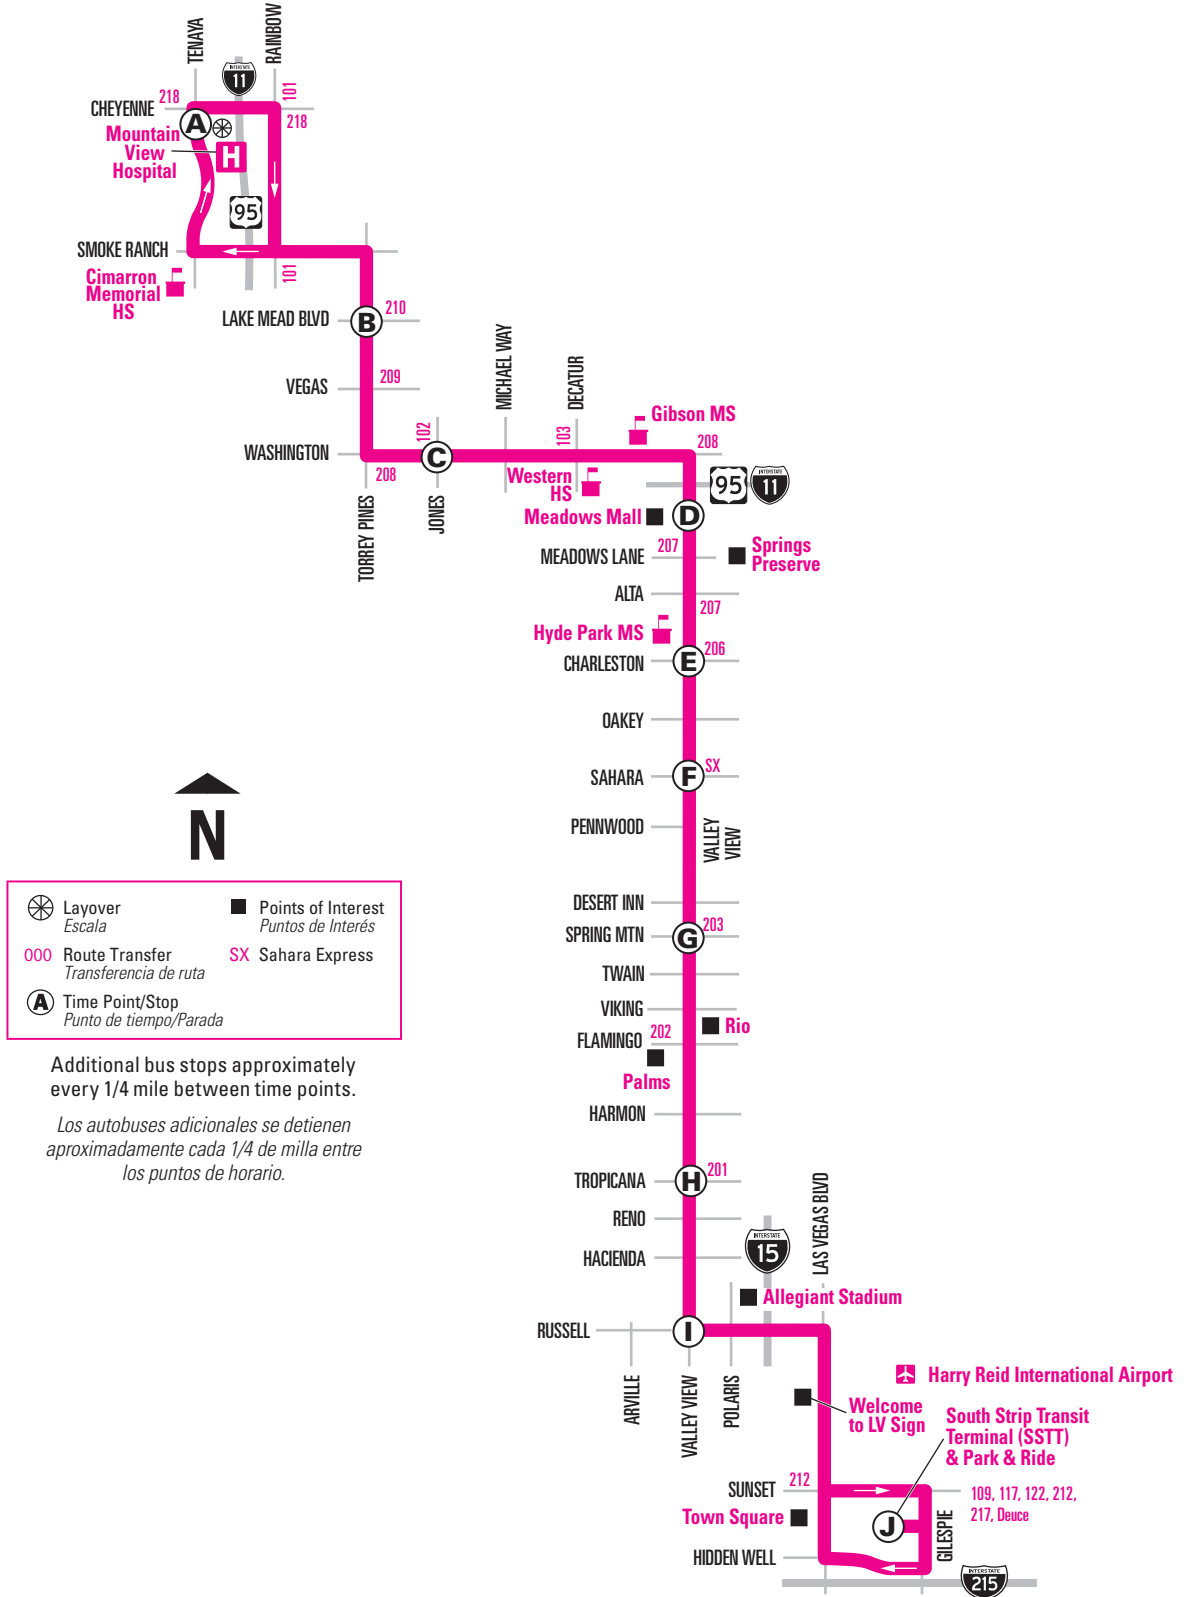 TENAYA
RAINBOW
INTERSTATE
11
218
101
CHEYENNE
218
A
Mountain
View
Hospital
H
95
SMOKE RANCH
101
Cimarron
Memorial
HS
LAKE MEAD BLVD
B
210
VEGAS
209
MICHAEL WAY
DECATUR
WASHINGTON
102
C
103
Gibson MS
208
208
Western
HS
TORREY PINES
JONES
95
INTERSTATE
11
Meadows Mall
D
MEADOWS LANE
207
Springs
Preserve
ALTA
207
Hyde Park MS
CHARLESTON
E
206
OAKEY
SAHARA
F
SX
PENNWOOD
VALLEY
VIEW
DESERT INN
SPRING MTN
G
203
TWAIN
VIKING
Rio
FLAMINGO
202
Palms
HARMON
TROPICANA
H
201
RENO
HACIENDA
INTERSTATE
15
LAS VEGAS BLVD
Allegiant Stadium
RUSSELL
I
ARVILLE
VALLEY VIEW
POLARIS
Harry Reid International Airport
Welcome
to LV Sign
South Strip Transit
Terminal (SSTT)
& Park & Ride
SUNSET
212
109, 117, 122, 212,
217, Deuce
Town Square
J
GILESPIE
HIDDEN WELL
INTERSTATE
215
N
Layover
Escala
Points of Interest
Puntos de Interés
000
Route Transfer
Transferencia de ruta
SX
Sahara Express
A
Time Point/Stop
Punto de tiempo/Parada
Additional bus stops approximately
every 1/4 mile between time points.
Los autobuses adicionales se detienen
aproximadamente cada 1/4 de milla entre
los puntos de horario.